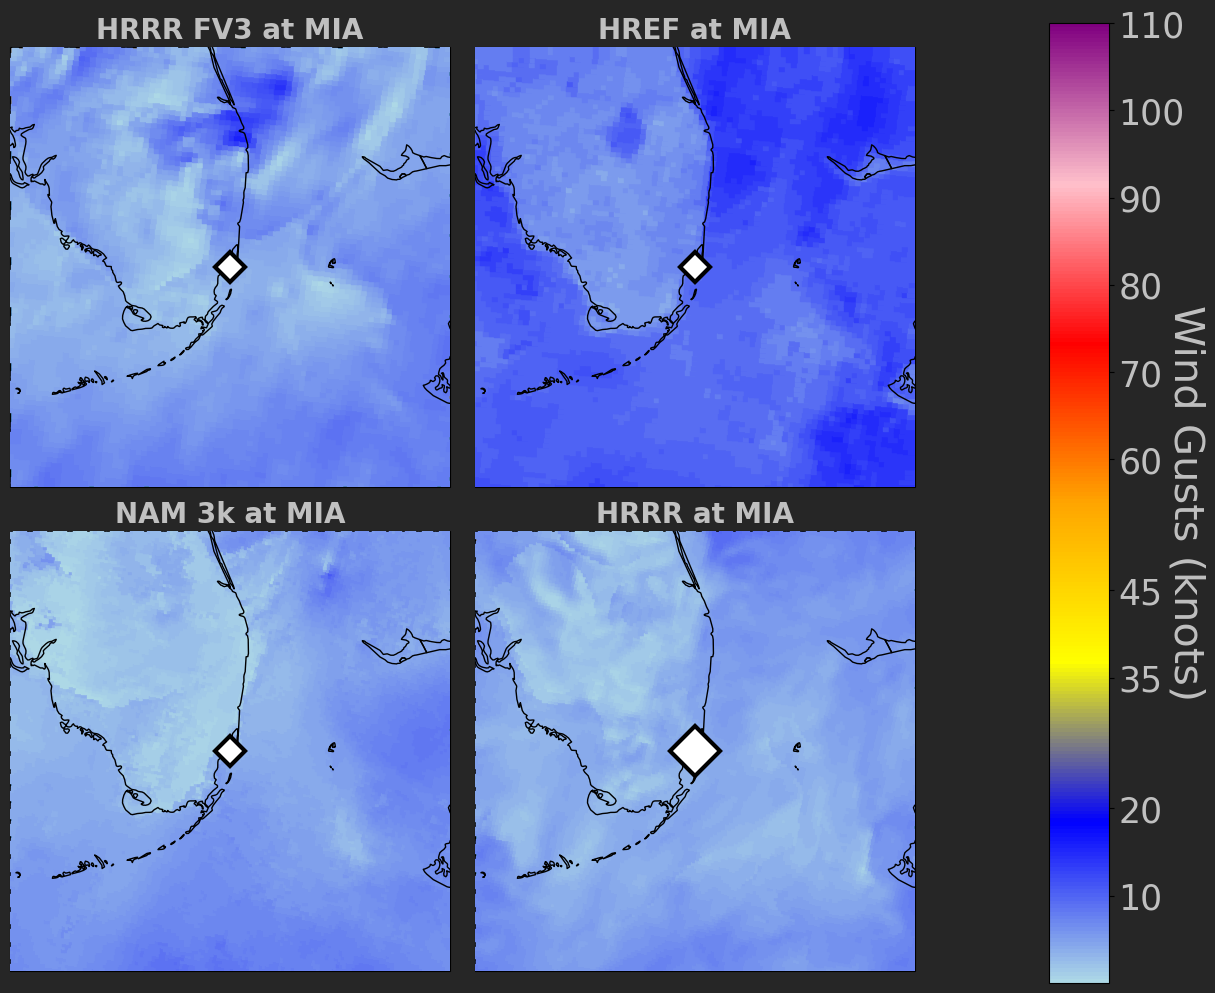 HRRR FV3 at MIA
HREF at MIA
NAM 3k at MIA
HRRR at MIA
110
100
90
80
70
60
45
35
20
10
Wind Gusts (knots)